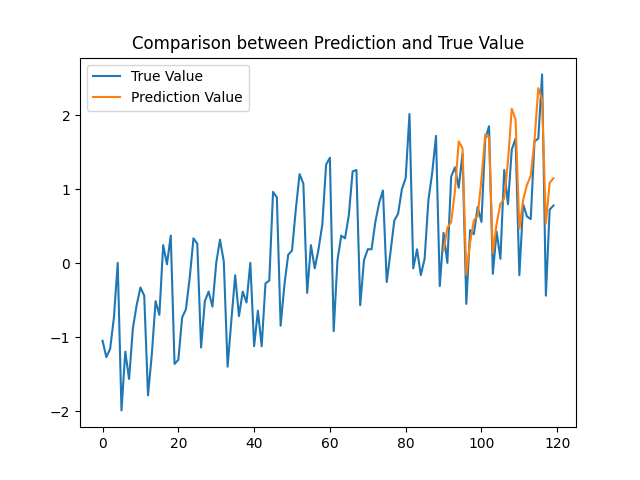 Comparison between Prediction and True Value
True Value
Prediction Value
2
1
0
−1
−2
0 20 40 60 80 100 120